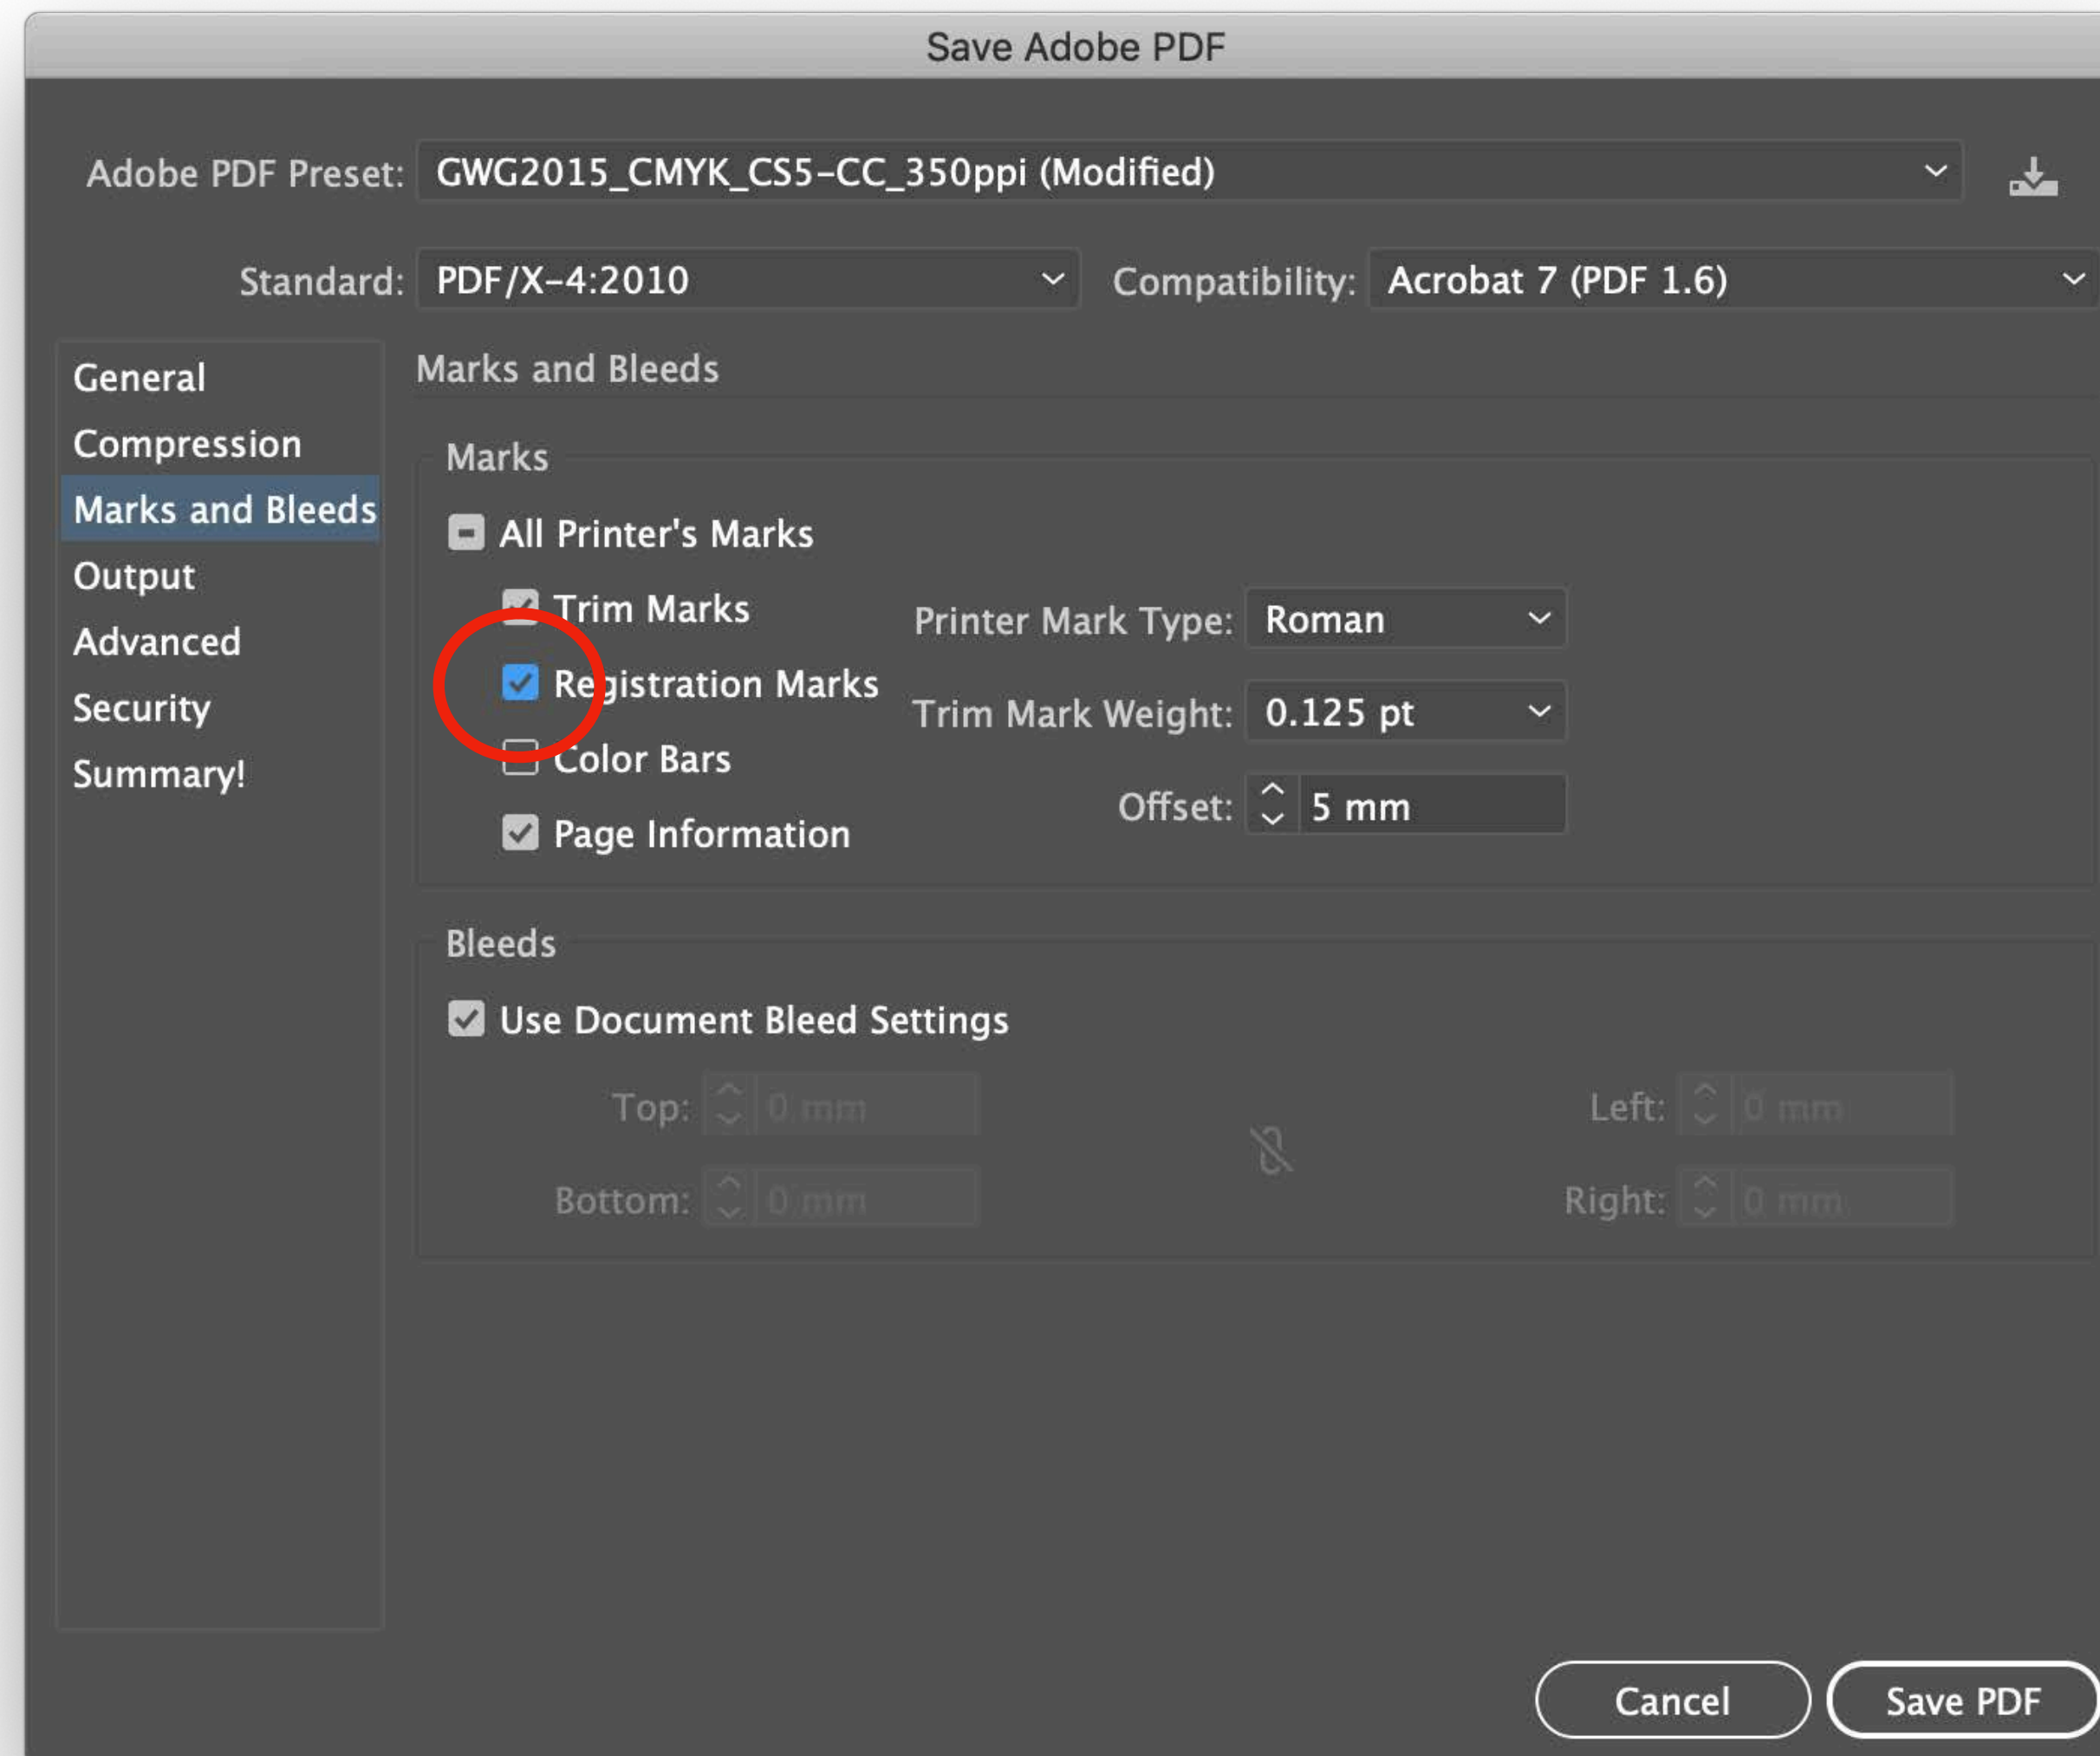 Save Adobe PDF
Adobe PDF Preset: GWG2015_CMYK_CS5-CC_350ppi (Modified)
Standard: PDF/X-4:2010 Compatibility: Acrobat 7 (PDF 1.6)
General
Compression
Marks and Bleeds
Output
Advanced
Security
Summary!
Marks and Bleeds
Marks
All Printer's Marks
Trim Marks
Registration Marks
Color Bars
Page Information
Printer Mark Type: Roman
Trim Mark Weight: 0.125 pt
Offset: 5 mm
Bleeds
Use Document Bleed Settings
Top: 0 mm Left: 0 mm
Bottom: 0 mm Right: 0 mm
Cancel Save PDF